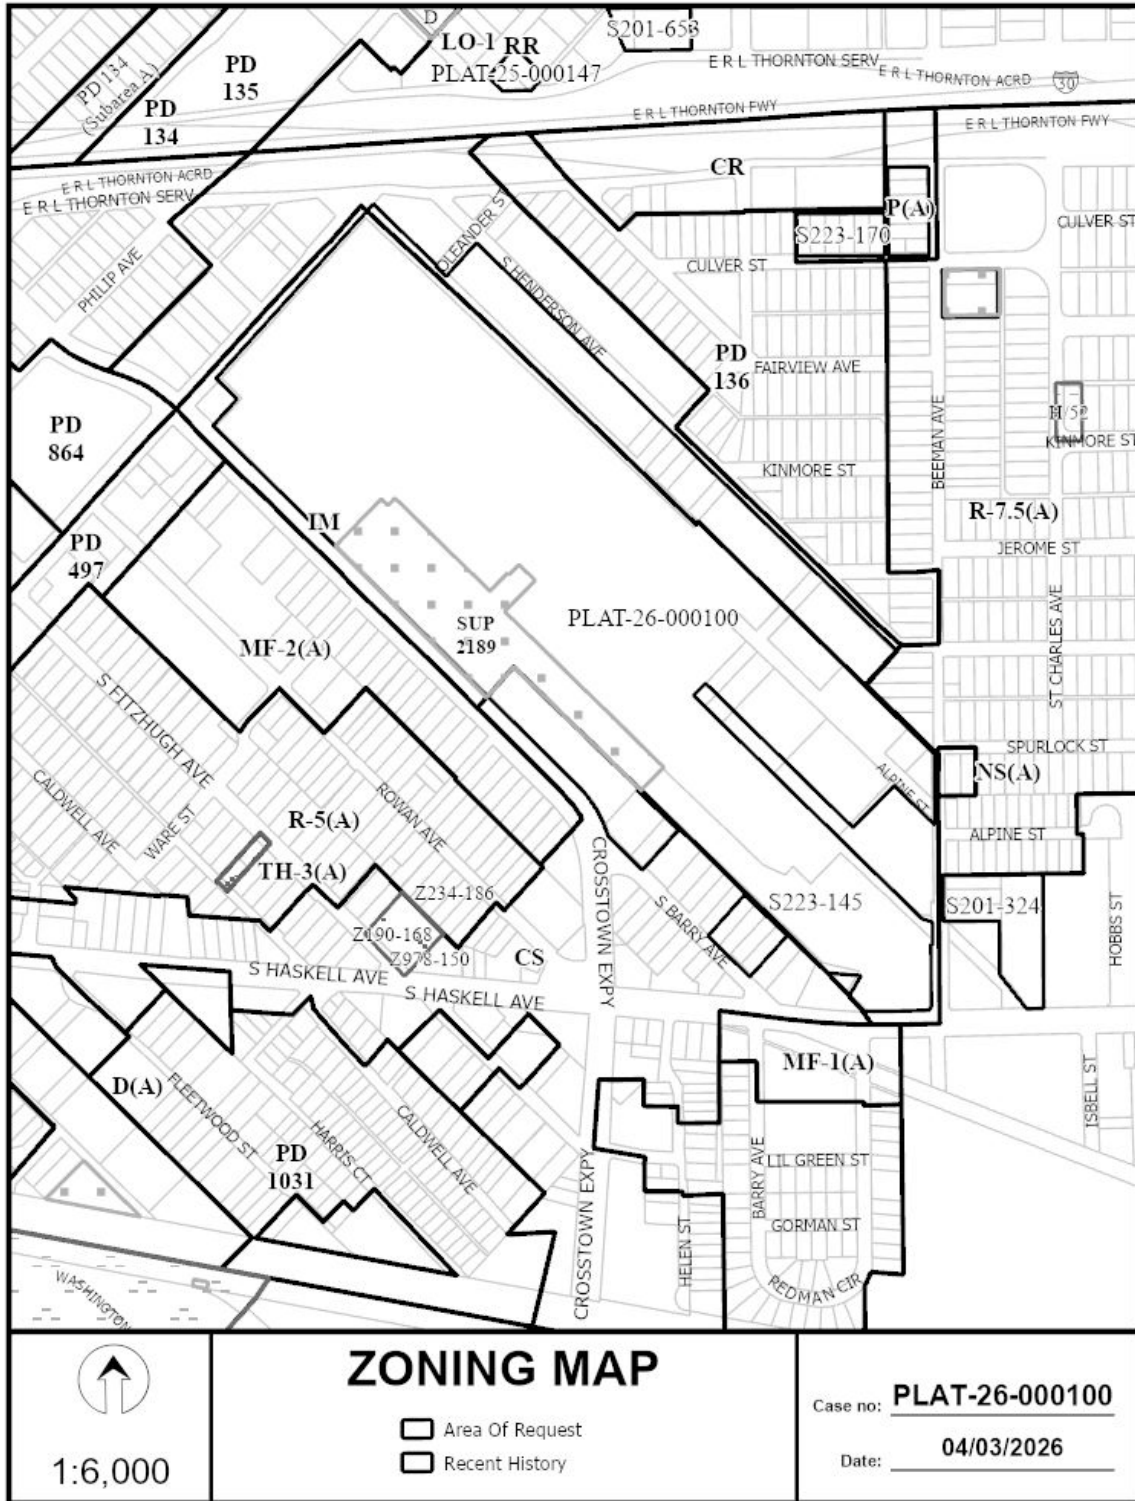 D
S201-653
LO-1 RR
PLAT-25-000147
E R L THORNTON SERV
E R L THORNTON ACRD
30
PD 134
(Subarea A)
PD
135
PD
134
E R L THORNTON FWY
E R L THORNTON FWY
CR
E R L THORNTON ACRD
E R L THORNTON SERV
P(A)
S223-170
CULVER ST
CULVER ST
OLEANDER ST
PHILIP AVE
S HENDERSON AVE
PD
136
FAIRVIEW AVE
H/52
KINMORE ST
PD
864
BEEMAN AVE
KINMORE ST
R-7.5(A)
IM
JEROME ST
PD
497
SUP
2189
PLAT-26-000100
ST CHARLES AVE
MF-2(A)
S FITZHUGH AVE
SPURLOCK ST
NS(A)
ALPINE ST
CALDWELL AVE
WARE ST
R-5(A)
ROWAN AVE
ALPINE ST
TH-3(A)
Z234-186
CROSSTOWN EXPY
S BARRY AVE
S223-145
S201-324
HOBBS ST
Z190-168
Z978-150
CS
S HASKELL AVE
S HASKELL AVE
MF-1(A)
D(A)
FLEETWOOD ST
HARRIS CT
CALDWELL AVE
ISBELL ST
PD
1031
BARRY AVE
LIL GREEN ST
CROSSTOWN EXPY
HELEN ST
GORMAN ST
REDMAN CIR
WASHINGTON
1:6,000
ZONING MAP
Area Of Request
Recent History
Case no: PLAT-26-000100
Date: 04/03/2026